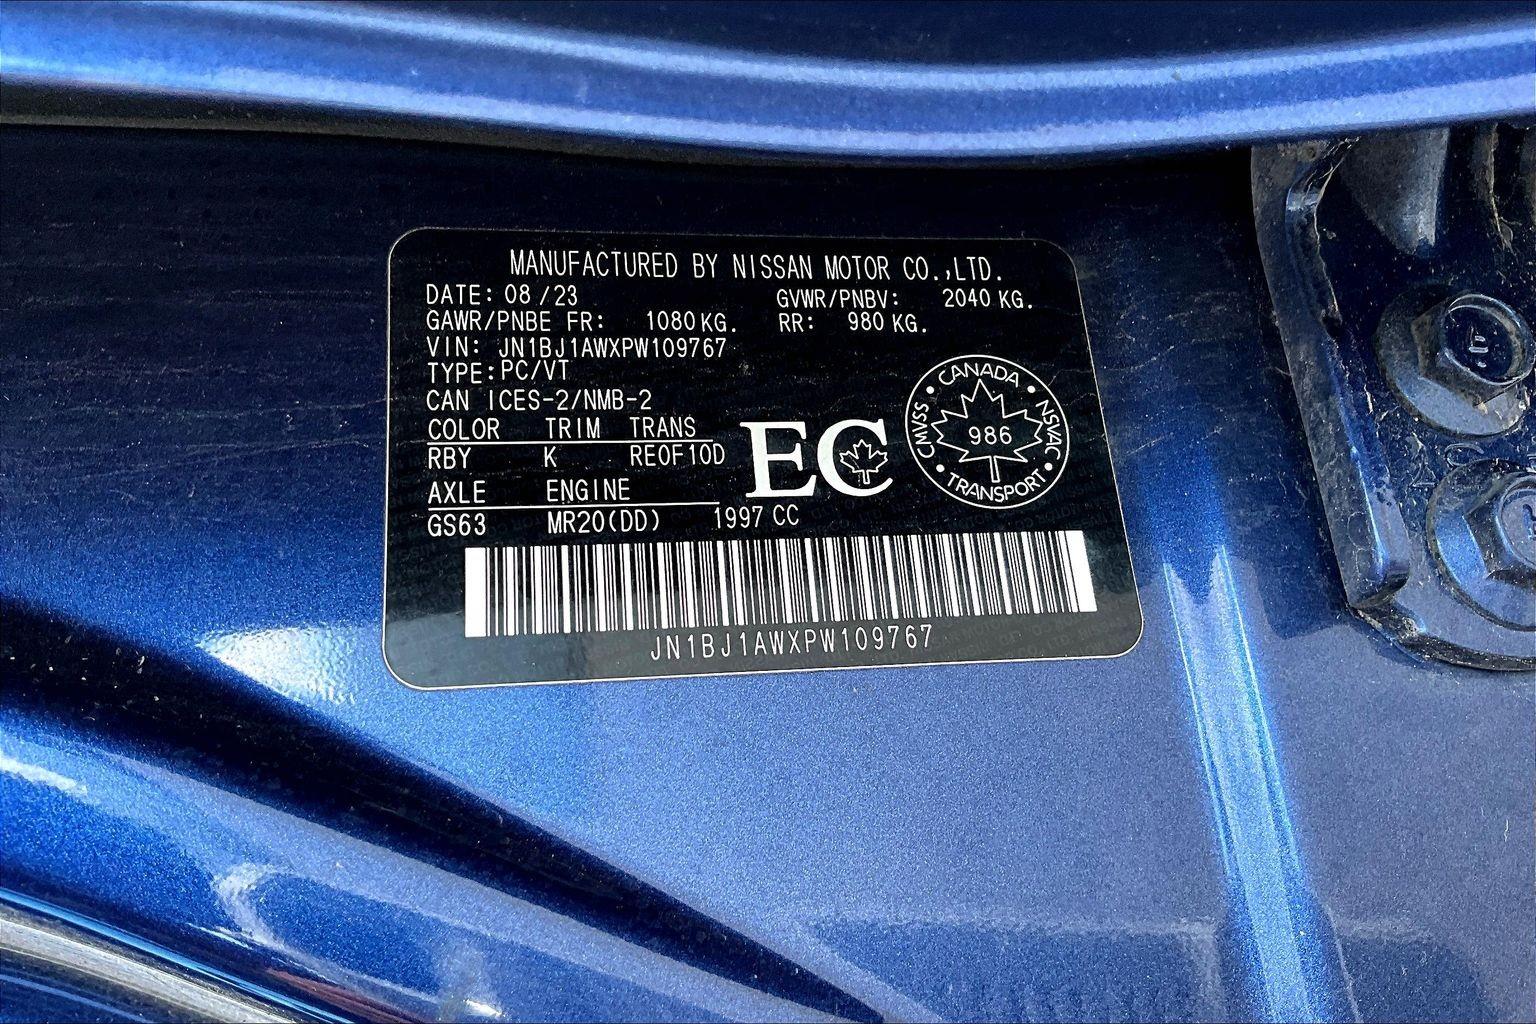 MANUFACTURED BY NISSAN MOTOR CO.,LTD.
DATE: 08/23 GVWR/PNBV: 2040 KG.
GAWR/PNBE FR: 1080 KG. RR: 980 KG.
VIN: JN1BJ1AWXPW109767
TYPE: PC/VT
CAN ICES-2/NMB-2
COLOR TRIM TRANS
RBY K RE0F10D
AXLE ENGINE
GS63 MR20(DD) 1997 CC
EC
CANADA
CMVSS 986 NSVAC
TRANSPORT
JN1BJ1AWXPW109767